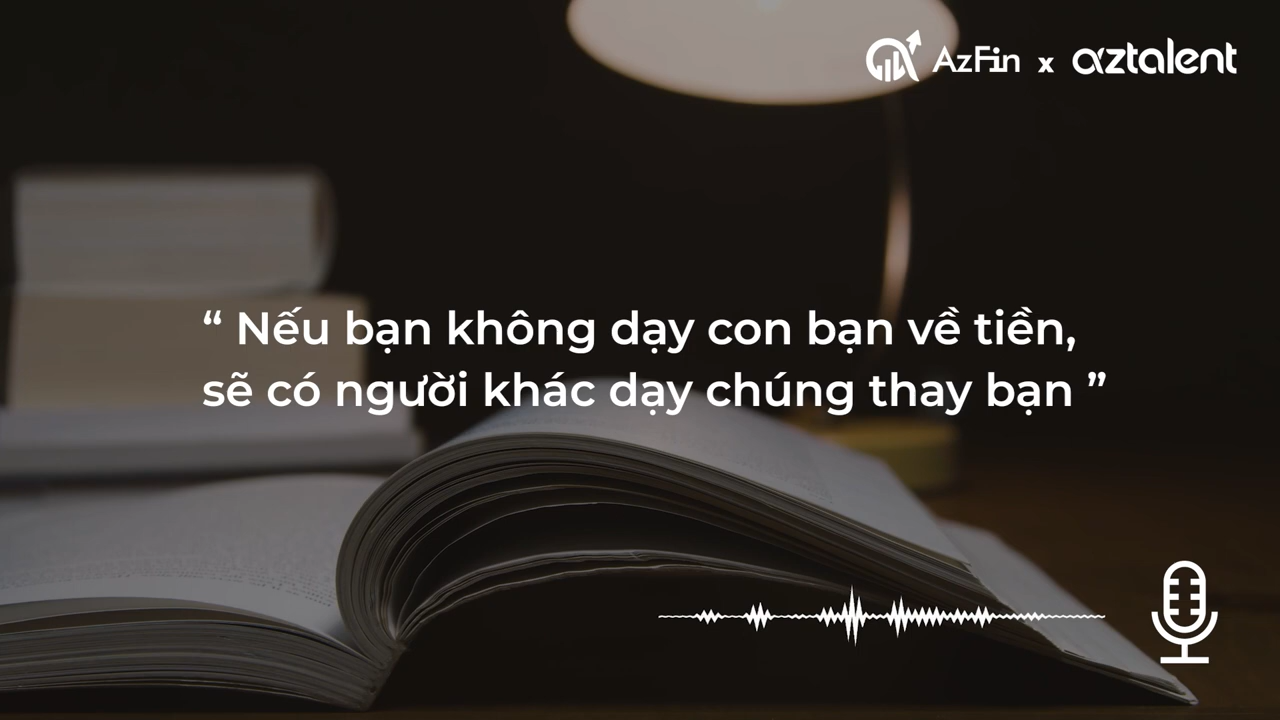 AzFin x aztalent
“ Nếu bạn không dạy con bạn về tiền,
sẽ có người khác dạy chúng thay bạn ”